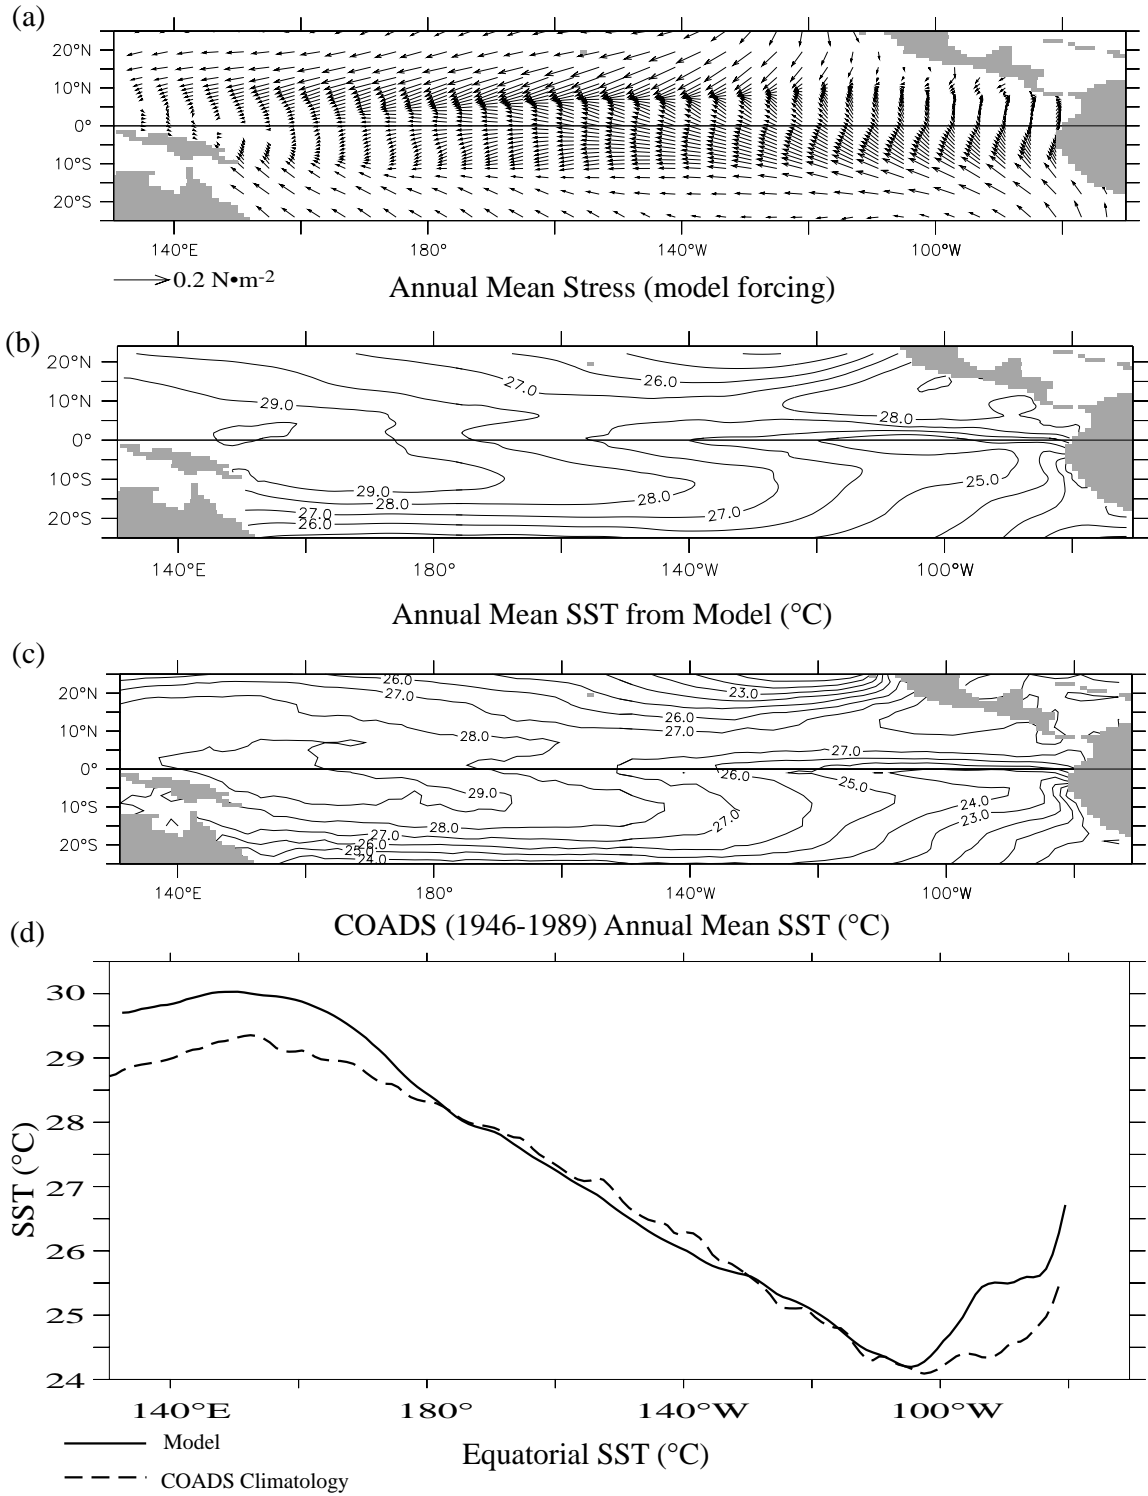 (a)
20°N
10°N
0°
10°S
20°S
140°E 180° 140°W 100°W
0.2 N•m-2
Annual Mean Stress (model forcing)
(b)
20°N
10°N
0°
10°S
20°S
27.0 26.0
29.0 28.0
29.0 28.0 27.0 25.0
27.0
26.0
140°E 180° 140°W 100°W
Annual Mean SST from Model (°C)
(c)
20°N
10°N
0°
10°S
20°S
26.0 23.0
27.0 26.0
27.0
28.0 27.0
26.0 25.0
29.0 24.0
28.0 27.0 23.0
27.0
26.0
25.0
24.0
140°E 180° 140°W 100°W
COADS (1946-1989) Annual Mean SST (°C)
(d)
30
29
28
27
26
25
24
SST (°C)
140°E 180° 140°W 100°W
Equatorial SST (°C)
Model
COADS Climatology